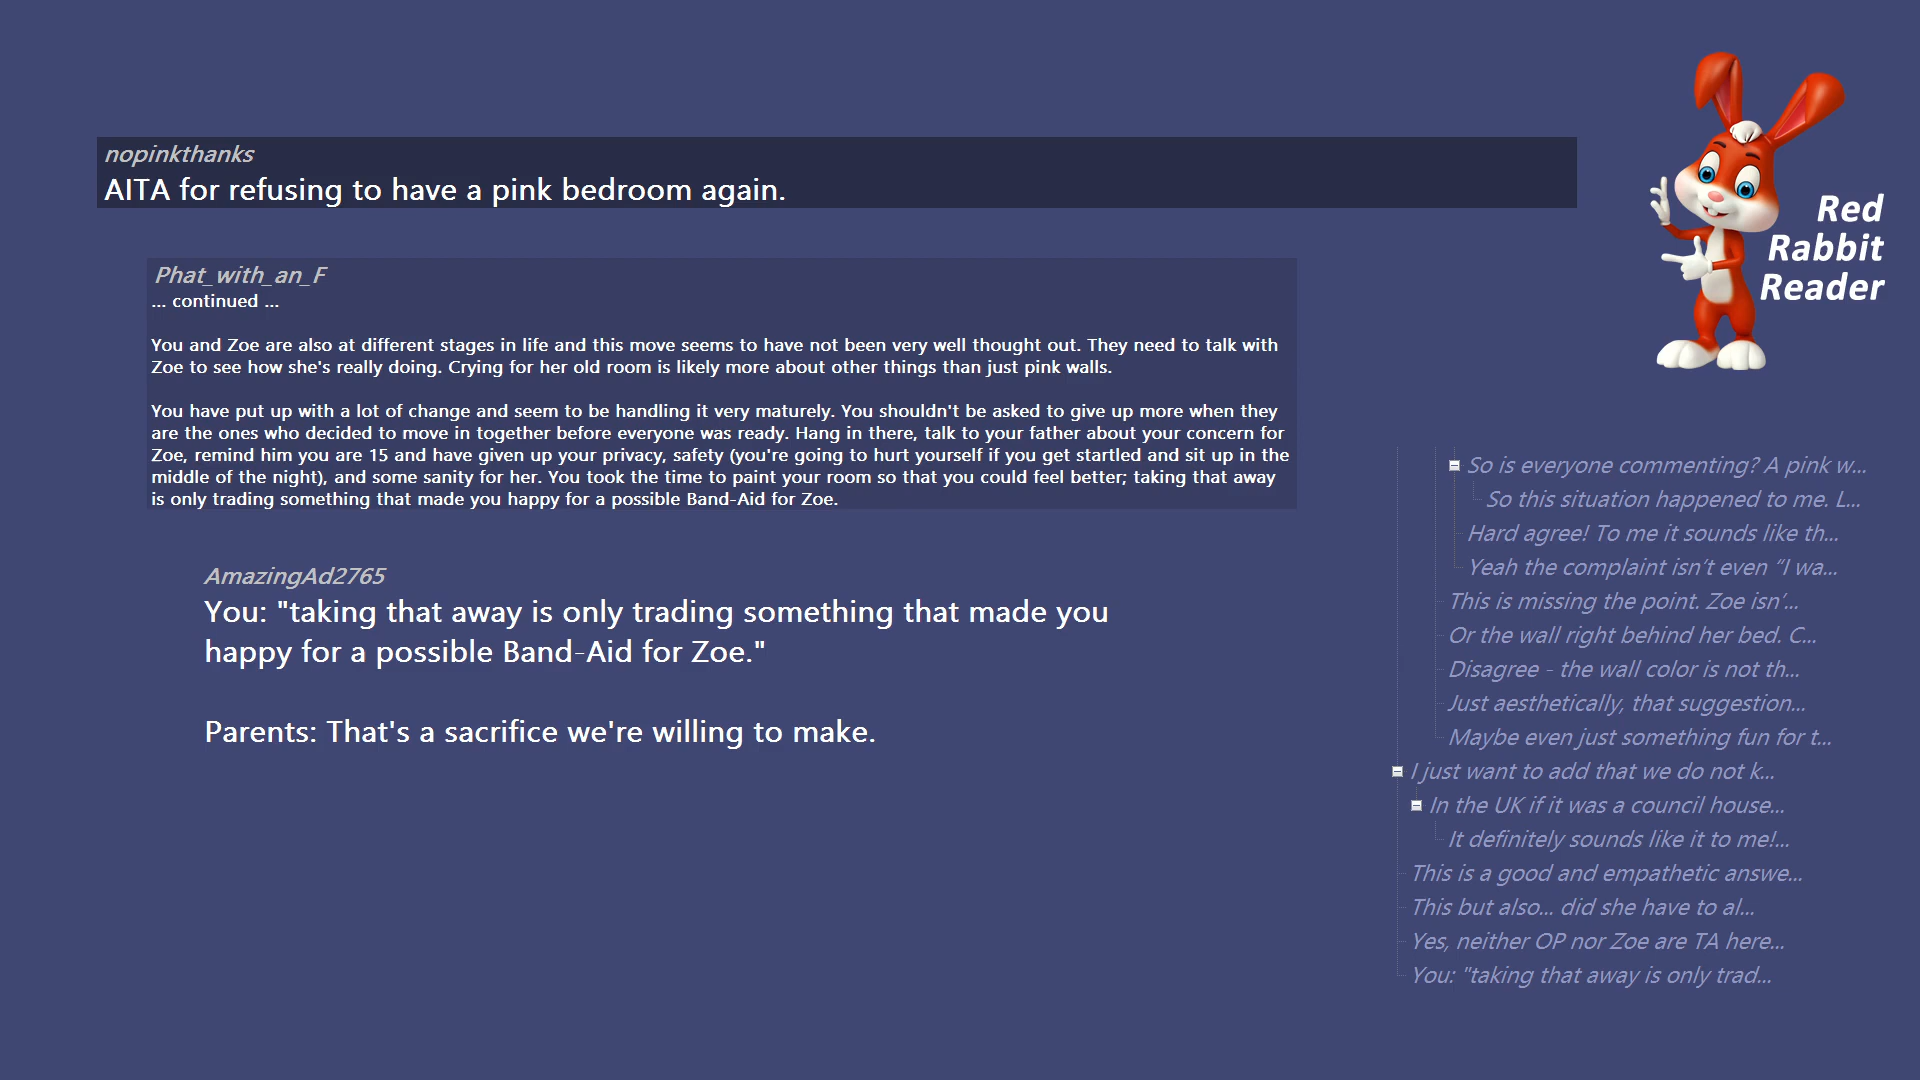 nopinkthanks
AITA for refusing to have a pink bedroom again.
Phat_with_an_F
... continued ...
You and Zoe are also at different stages in life and this move seems to have not been very well thought out. They need to talk with
Zoe to see how she's really doing. Crying for her old room is likely more about other things than just pink walls.
You have put up with a lot of change and seem to be handling it very maturely. You shouldn't be asked to give up more when they
are the ones who decided to move in together before everyone was ready. Hang in there, talk to your father about your concern for
Zoe, remind him you are 15 and have given up your privacy, safety (you're going to hurt yourself if you get startled and sit up in the
middle of the night), and some sanity for her. You took the time to paint your room so that you could feel better; taking that away
is only trading something that made you happy for a possible Band-Aid for Zoe.
AmazingAd2765
You: "taking that away is only trading something that made you
happy for a possible Band-Aid for Zoe."
Parents: That's a sacrifice we're willing to make.
Red
Rabbit
Reader
So is everyone commenting? A pink w...
So this situation happened to me. L...
Hard agree! To me it sounds like th...
Yeah the complaint isn’t even “I wa...
This is missing the point. Zoe isn’...
Or the wall right behind her bed. C...
Disagree - the wall color is not th...
Just aesthetically, that suggestion...
Maybe even just something fun for t...
I just want to add that we do not k...
In the UK if it was a council house...
It definitely sounds like it to me!...
This is a good and empathetic answe...
This but also... did she have to al...
Yes, neither OP nor Zoe are TA here...
You: "taking that away is only trad...